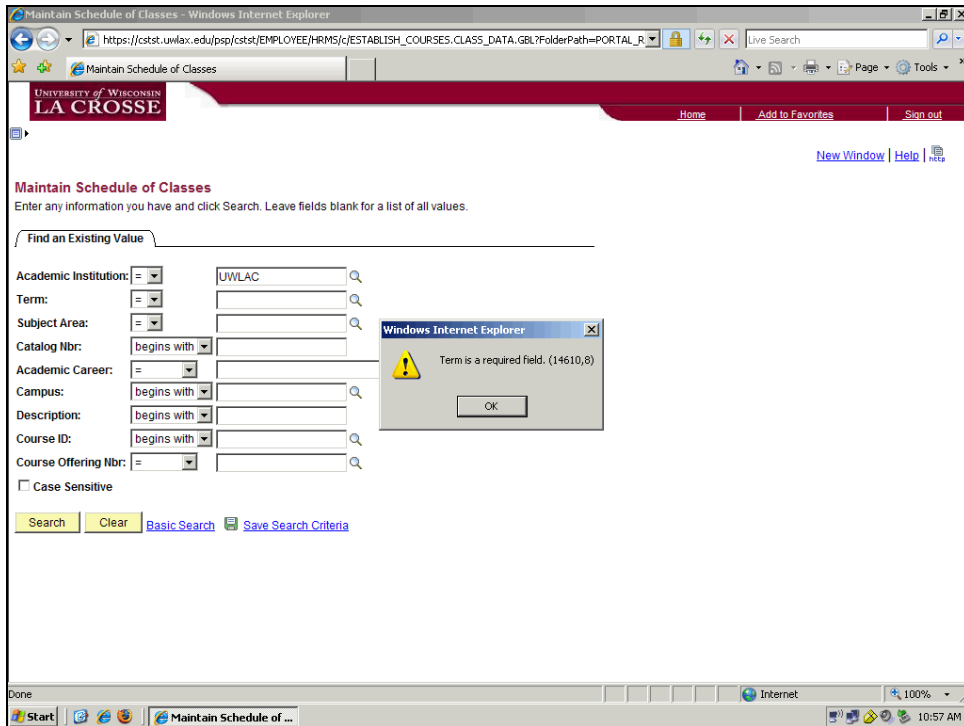 Maintain Schedule of Classes - Windows Internet Explorer
https://cstst.uwlax.edu/psp/cstst/EMPLOYEE/HRMS/c/ESTABLISH_COURSES.CLASS_DATA.GBL?FolderPath=PORTAL_R
Live Search
Maintain Schedule of Classes
Page
Tools
UNIVERSITY of WISCONSIN
LA CROSSE
Home
Add to Favorites
Sign out
New Window | Help |
http
Maintain Schedule of Classes
Enter any information you have and click Search. Leave fields blank for a list of all values.
Find an Existing Value
Academic Institution: = UWLAC
Term: =
Subject Area: =
Catalog Nbr: begins with
Academic Career: =
Campus: begins with
Description: begins with
Course ID: begins with
Course Offering Nbr: =
Case Sensitive
Windows Internet Explorer
Term is a required field. (14610,8)
OK
Search Clear Basic Search Save Search Criteria
Done
Internet
100%
Start
Maintain Schedule of ...
10:57 AM